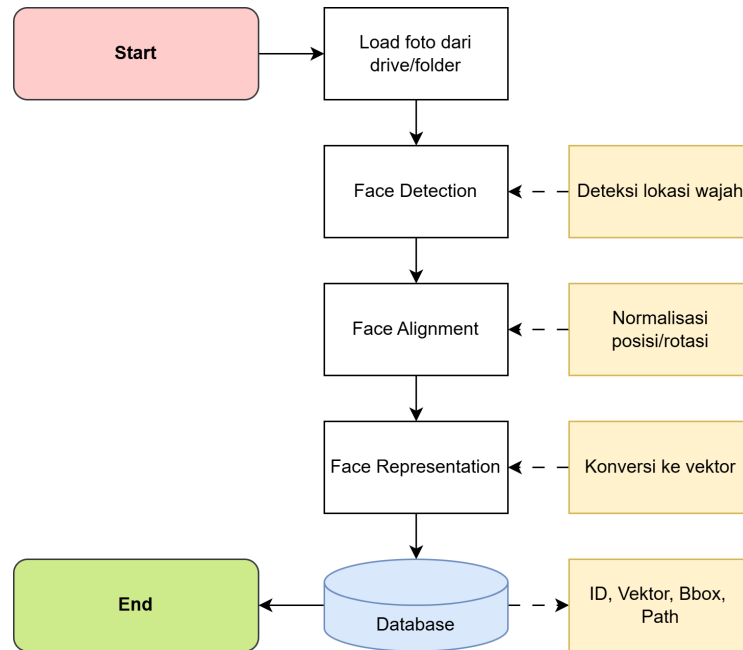 Start
Load foto dari
drive/folder
Face Detection
Deteksi lokasi wajah
Face Alignment
Normalisasi
posisi/rotasi
Face Representation
Konversi ke vektor
End
Database
ID, Vektor, Bbox,
Path